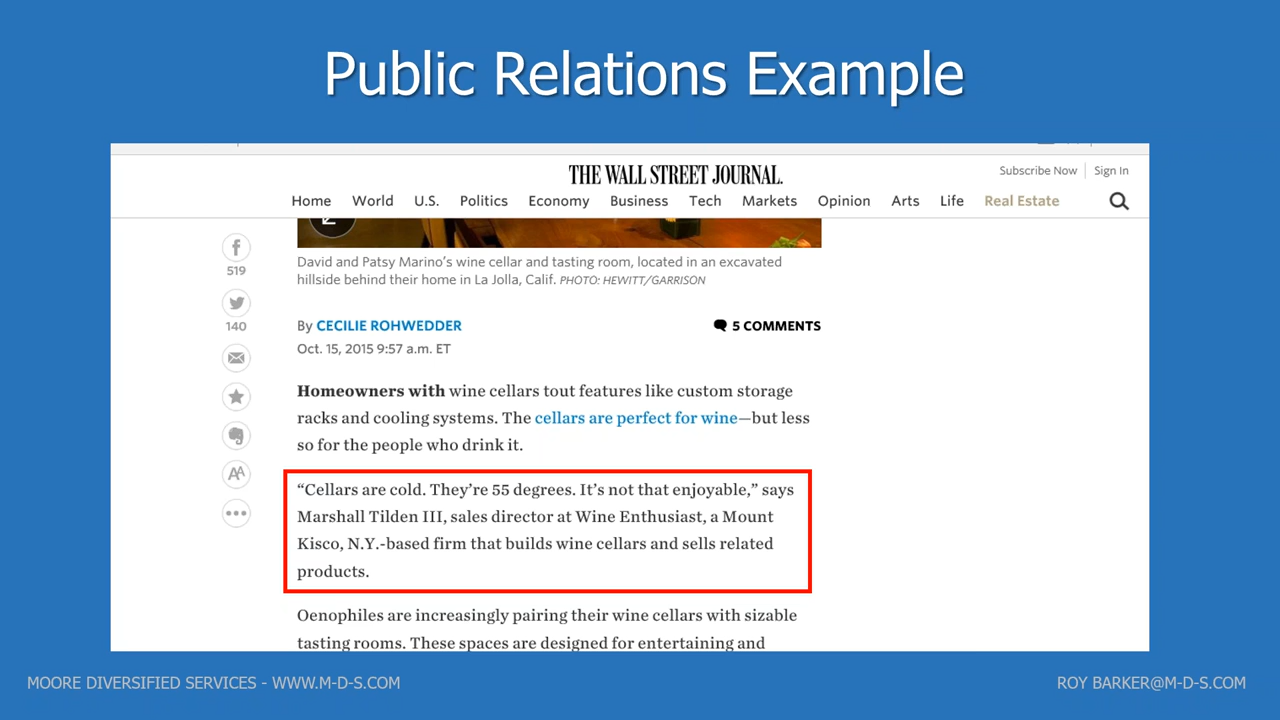 Public Relations Example
THE WALL STREET JOURNAL.
Subscribe Now
Sign In
Home World U.S. Politics Economy Business Tech Markets Opinion Arts Life Real Estate
519
140
AA
David and Patsy Marino's wine cellar and tasting room, located in an excavated
hillside behind their home in La Jolla, Calif. PHOTO: HEWITT/GARRISON
By CECILIE ROHWEDDER
5 COMMENTS
Oct. 15, 2015 9:57 a.m. ET
Homeowners with wine cellars tout features like custom storage
racks and cooling systems. The cellars are perfect for wine—but less
so for the people who drink it.
“Cellars are cold. They’re 55 degrees. It’s not that enjoyable,” says
Marshall Tilden III, sales director at Wine Enthusiast, a Mount
Kisco, N.Y.-based firm that builds wine cellars and sells related
products.
Oenophiles are increasingly pairing their wine cellars with sizable
tasting rooms. These spaces are designed for entertaining and
MOORE DIVERSIFIED SERVICES - WWW.M-D-S.COM
ROY BARKER@M-D-S.COM